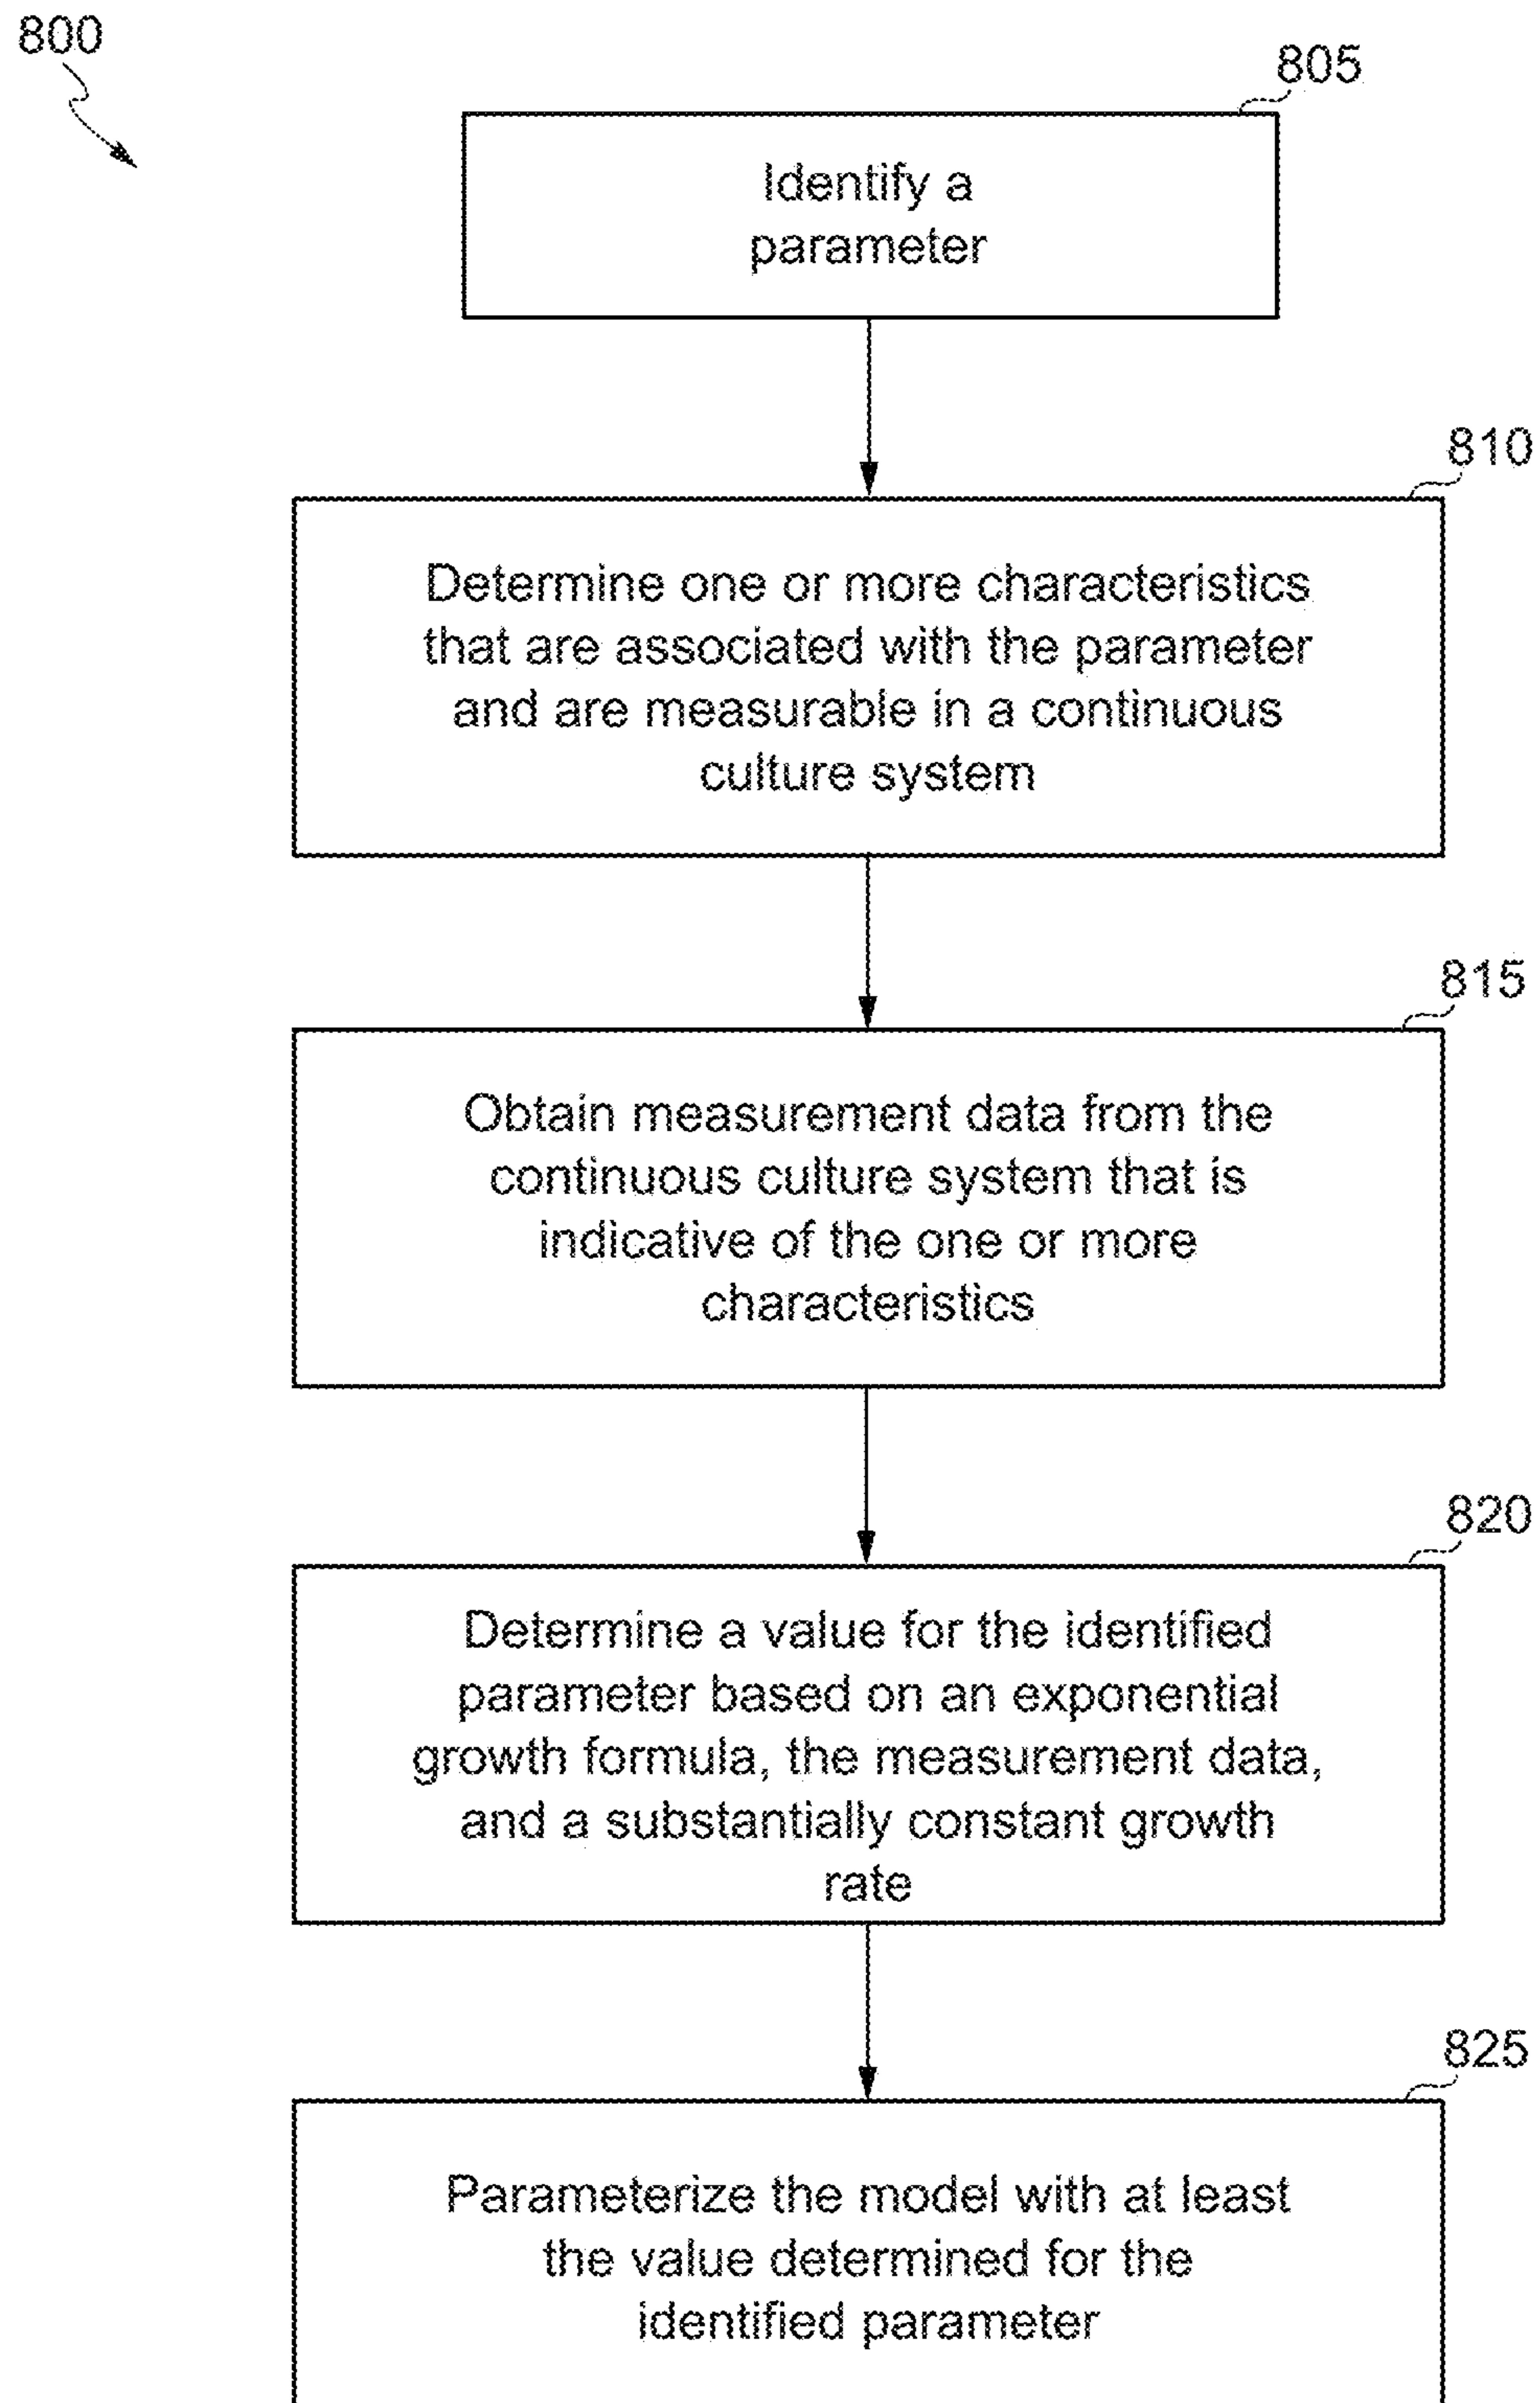 800
805
Identify a
parameter
810
Determine one or more characteristics
that are associated with the parameter
and are measurable in a continuous
culture system
815
Obtain measurement data from the
continuous culture system that is
indicative of the one or more
characteristics
820
Determine a value for the identified
parameter based on an exponential
growth formula, the measurement data,
and a substantially constant growth
rate
825
Parameterize the model with at least
the value determined for the
identified parameter